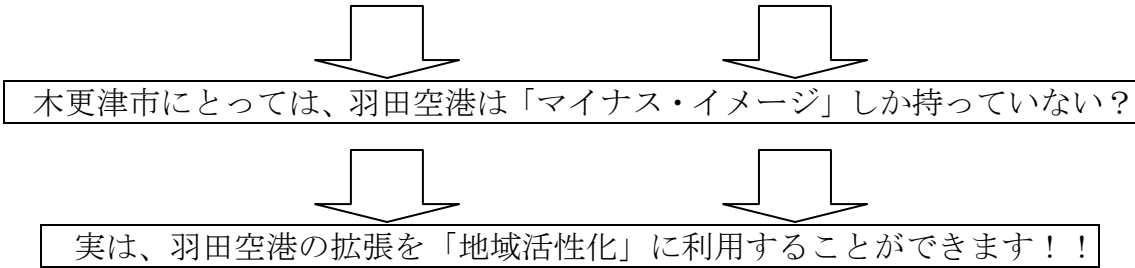 木更津市にとっては、羽田空港は「マイナス・イメージ」しか持っていない？
実は、羽田空港の拡張を「地域活性化」に利用することができます！！